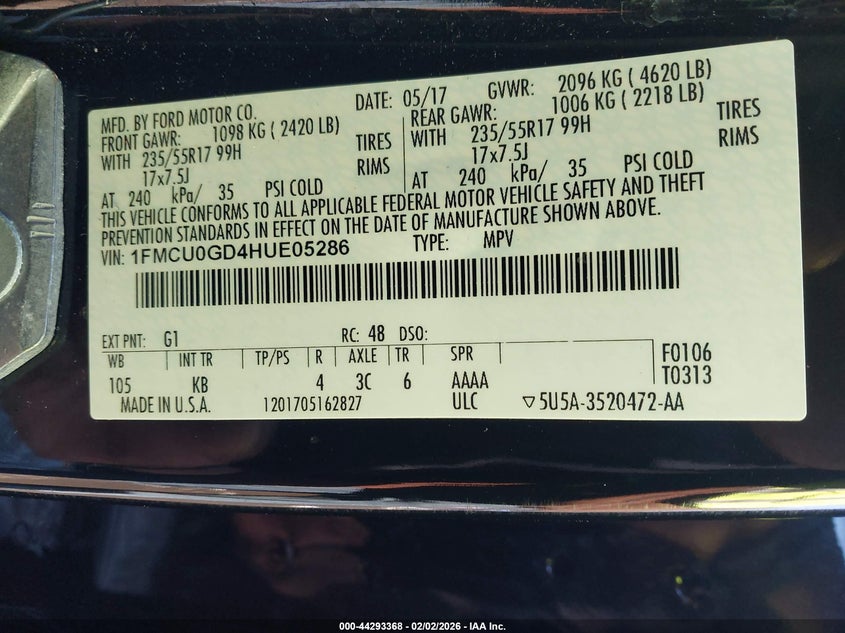 MFD. BY FORD MOTOR CO.
DATE: 05/17 GVWR: 2096 KG ( 4620 LB)
FRONT GAWR: 1098 KG ( 2420 LB)
WITH 235/55R17 99H TIRES
17x7.5J RIMS
AT 240 kPa/ 35 PSI COLD
REAR GAWR: 1006 KG ( 2218 LB)
WITH 235/55R17 99H TIRES
17x7.5J RIMS
AT 240 kPa/ 35 PSI COLD
THIS VEHICLE CONFORMS TO ALL APPLICABLE FEDERAL MOTOR VEHICLE SAFETY AND THEFT
PREVENTION STANDARDS IN EFFECT ON THE DATE OF MANUFACTURE SHOWN ABOVE.
VIN: 1FMCU0GD4HUE05286 TYPE: MPV
EXT PNT: G1 RC: 48 DSO:
WB INT TR TP/PS R AXLE TR SPR
105 KB 4 3C 6 AAAA
F0106
T0313
MADE IN U.S.A. 1201705162827 ULC ▽5U5A-3520472-AA
000-44293368 - 02/02/2026 - IAA Inc.